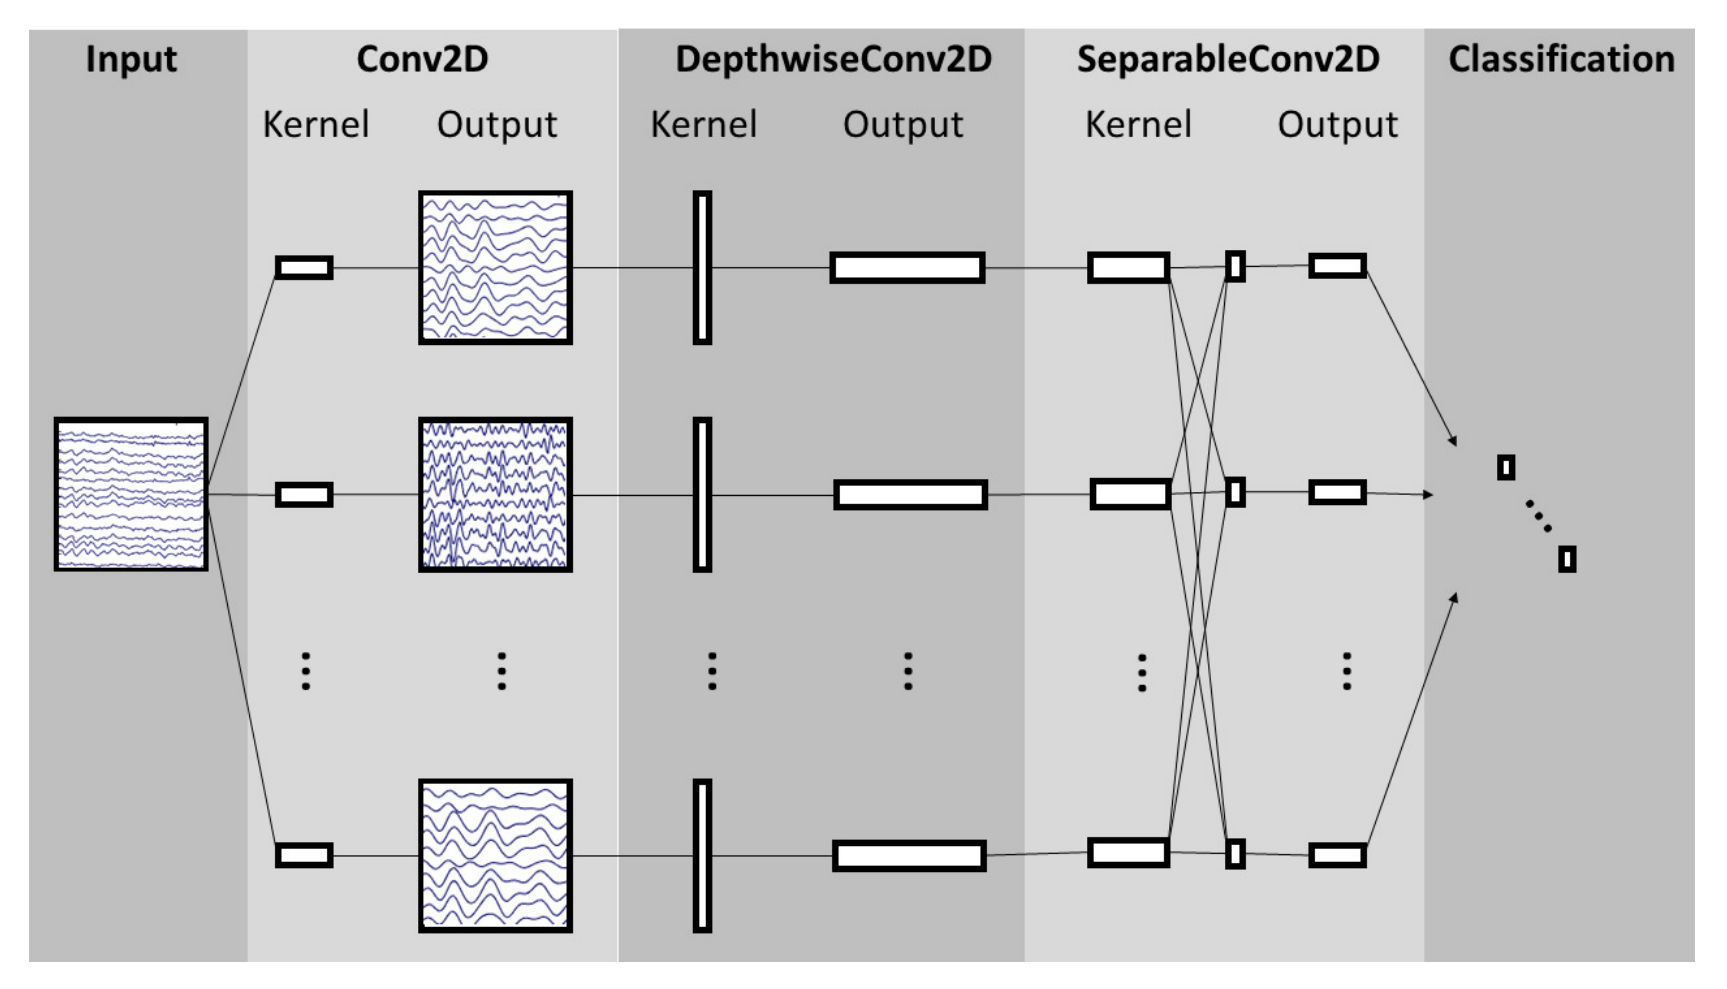 Input Conv2D DepthwiseConv2D SeparableConv2D Classification
Kernel Output Kernel Output Kernel Output